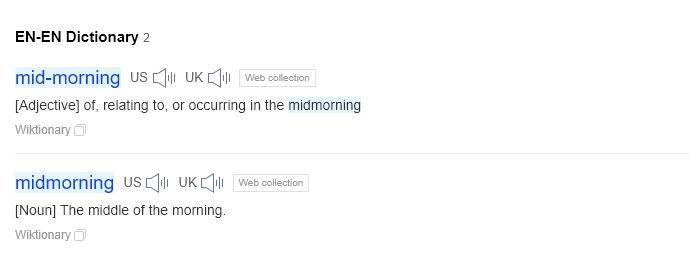 EN-EN Dictionary 2
mid-morning US UK Web collection
[Adjective] of, relating to, or occurring in the midmorning
Wiktionary
midmorning US UK Web collection
[Noun] The middle of the morning.
Wiktionary